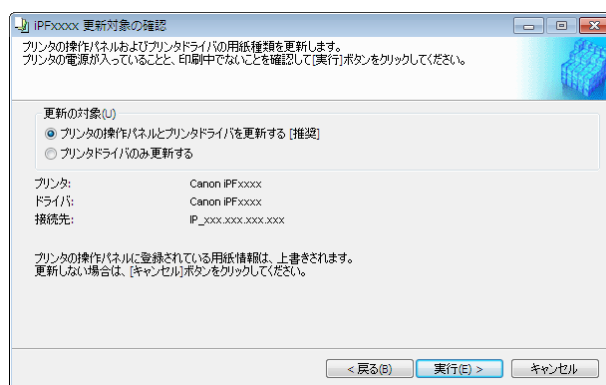 iPFxxxx 更新対象の確認
プリンタの操作パネルおよびプリンタドライバの用紙種類を更新します。
プリンタの電源が入っていることと、印刷中でないことを確認して[実行]ボタンをクリックしてください。
更新の対象(U)
プリンタの操作パネルとプリンタドライバを更新する [推奨]
プリンタドライバのみ更新する
プリンタ: Canon iPFxxxx
ドライバ: Canon iPFxxxx
接続先: IP_xxx.xxx.xxx.xxx
プリンタの操作パネルに登録されている用紙情報は、上書きされます。
更新しない場合は、[キャンセル]ボタンをクリックしてください。
< 戻る(B) 実行(E) > キャンセル